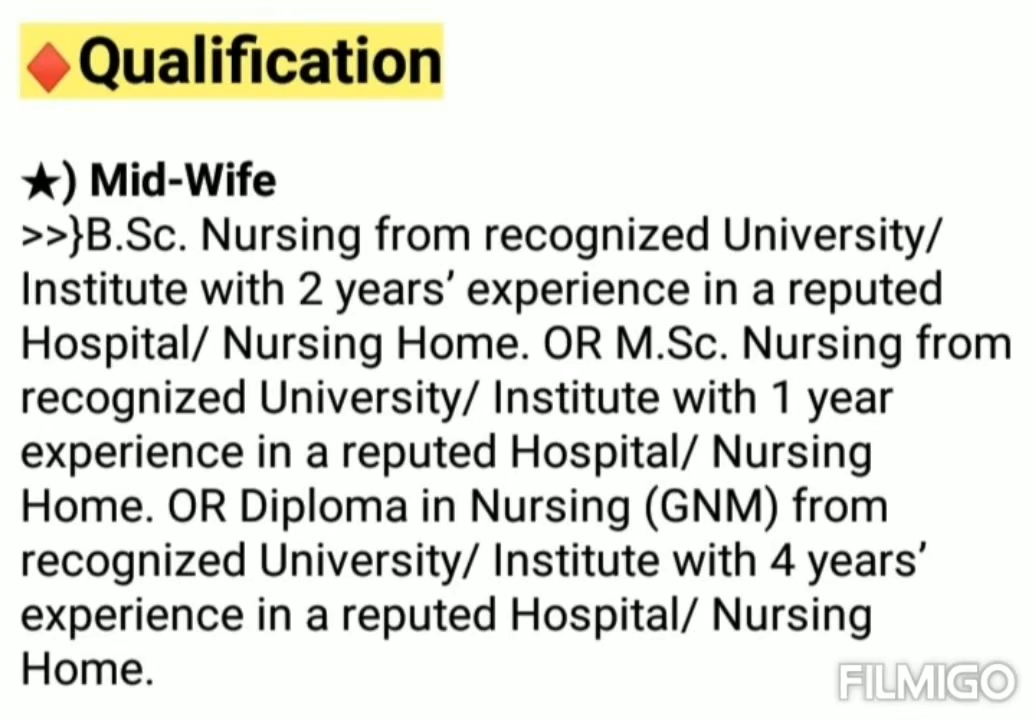 ♦Qualification
★) Mid-Wife
>>}B.Sc. Nursing from recognized University/
Institute with 2 years’ experience in a reputed
Hospital/ Nursing Home. OR M.Sc. Nursing from
recognized University/ Institute with 1 year
experience in a reputed Hospital/ Nursing
Home. OR Diploma in Nursing (GNM) from
recognized University/ Institute with 4 years’
experience in a reputed Hospital/ Nursing
Home.
FILMIGO